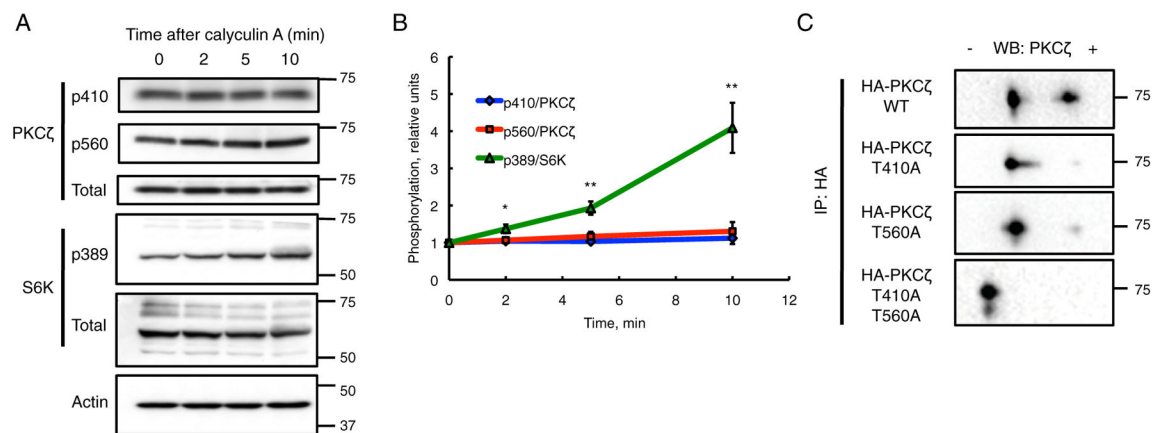 A
Time after calyculin A (min)
0 2 5 10
PKCζ
p410
75
p560
75
Total
75
S6K
p389
75
50
Total
75
50
Actin
50
37
B
Phosphorylation, relative units
6
5
4
3
2
1
0
p410/PKCζ
p560/PKCζ
p389/S6K
*
**
**
0 2 4 6 8 10 12
Time, min
C
- WB: PKCζ +
IP: HA
HA-PKCζ
WT
75
HA-PKCζ
T410A
75
HA-PKCζ
T560A
75
HA-PKCζ
T410A
T560A
75